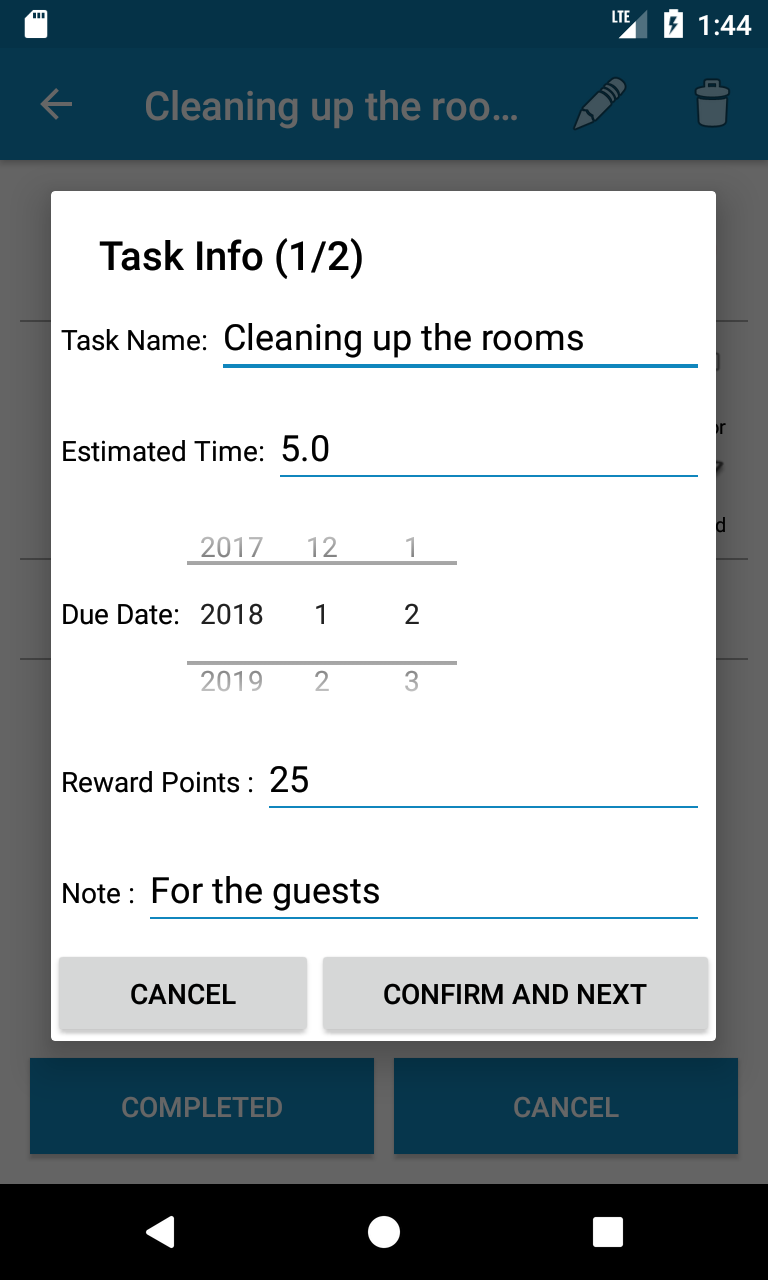 LTE 1:44
Cleaning up the roo...
Task Info (1/2)
Task Name: Cleaning up the rooms
Estimated Time: 5.0
2017 12 1
Due Date: 2018 1 2
2019 2 3
Reward Points : 25
Note : For the guests
CANCEL CONFIRM AND NEXT
COMPLETED CANCEL